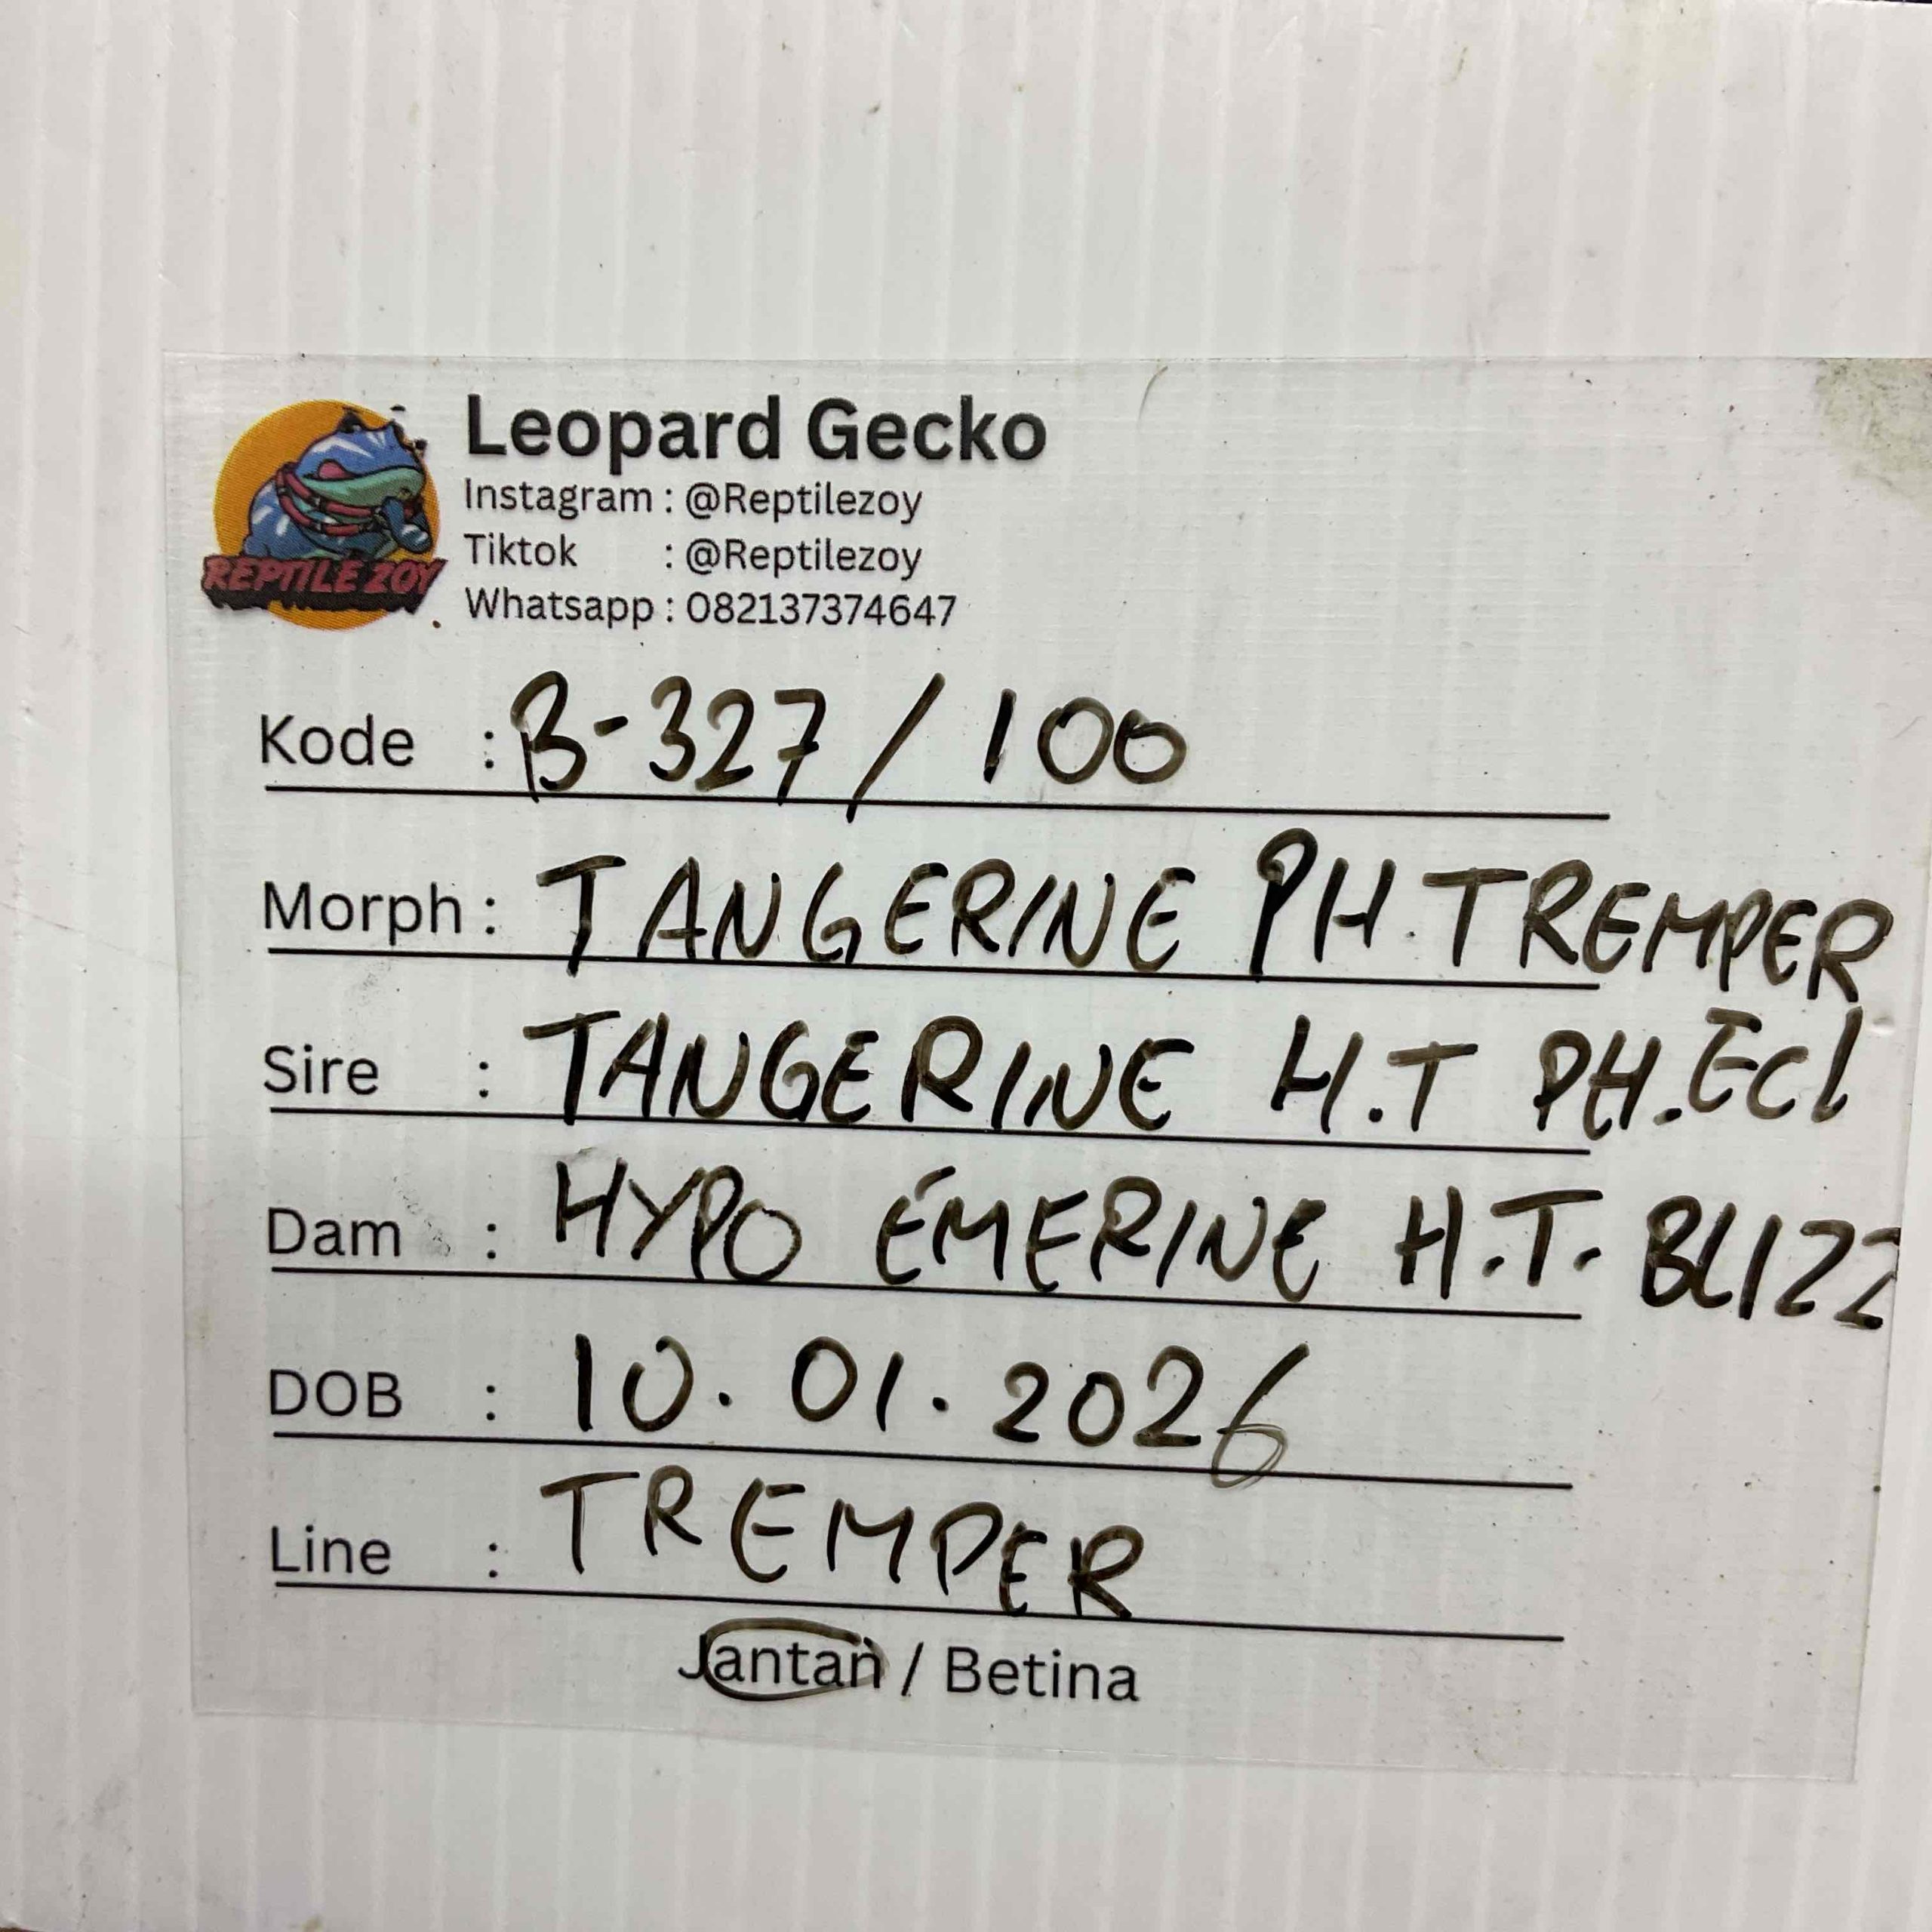 REPTILE ZOY
Leopard Gecko
Instagram : @Reptilezoy
Tiktok : @Reptilezoy
Whatsapp : 082137374647
Kode : B-327/100
Morph : TANGERINE PH.TREMPER
Sire : TANGERINE H.T PH.Ecl
Dam : HYPO EMERINE H.T. BLIZZ
DOB : 10.01.2026
Line : TREMPER
Jantan / Betina